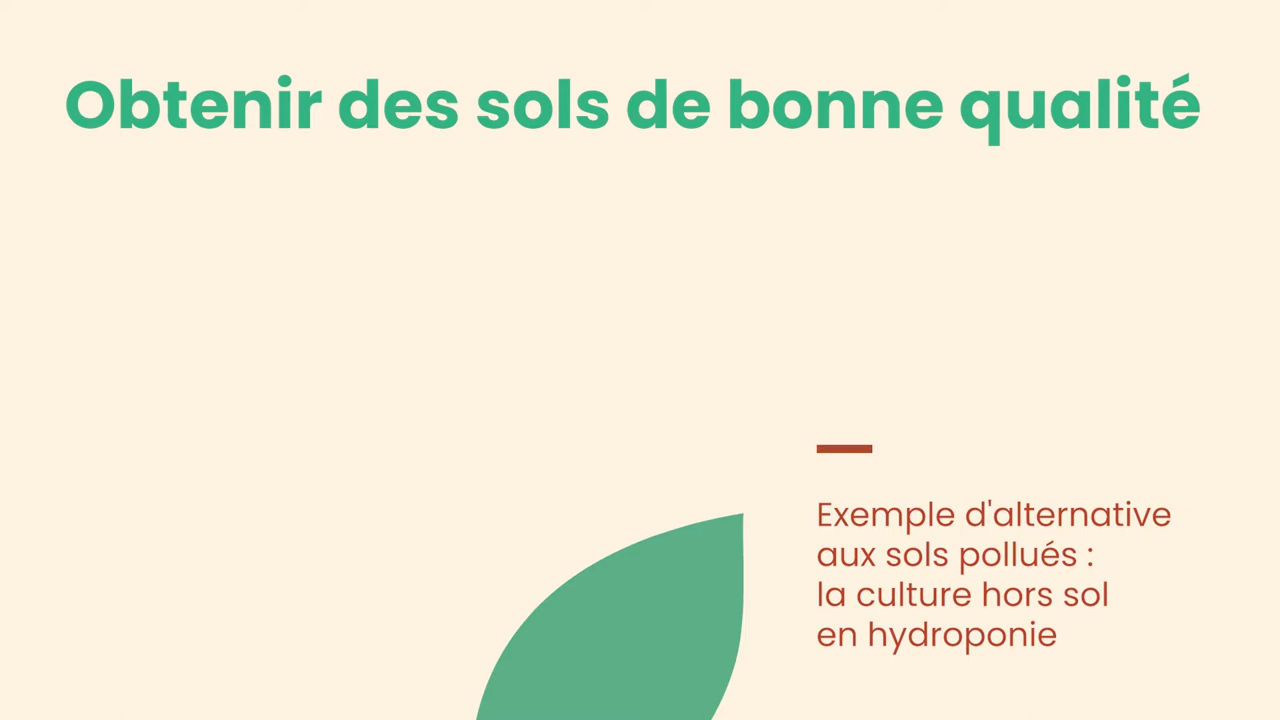 Obtenir des sols de bonne qualité
Exemple d'alternative
aux sols pollués :
la culture hors sol
en hydroponie